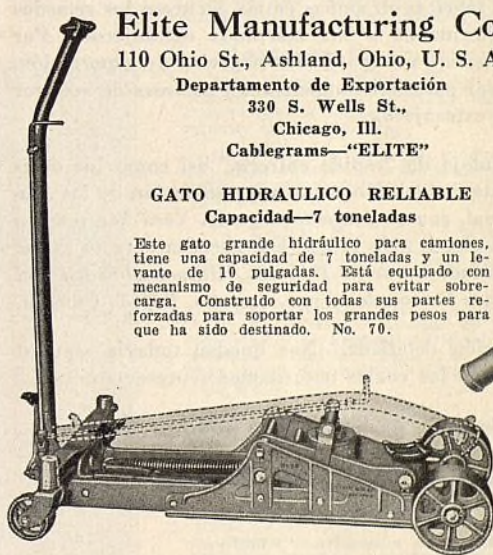 Elite Manufacturing Co
110 Ohio St., Ashland, Ohio, U. S. A
Departamento de Exportación
330 S. Wells St.,
Chicago, Ill.
Cablegrams—"ELITE"
GATO HIDRAULICO RELIABLE
Capacidad—7 toneladas
Este gato grande hidráulico para camiones,
tiene una capacidad de 7 toneladas y un le-
vante de 10 pulgadas. Está equipado con
mecanismo de seguridad para evitar sobre-
carga. Construido con todas sus partes re-
forzadas para soportar los grandes pesos para
que ha sido destinado. No. 70.